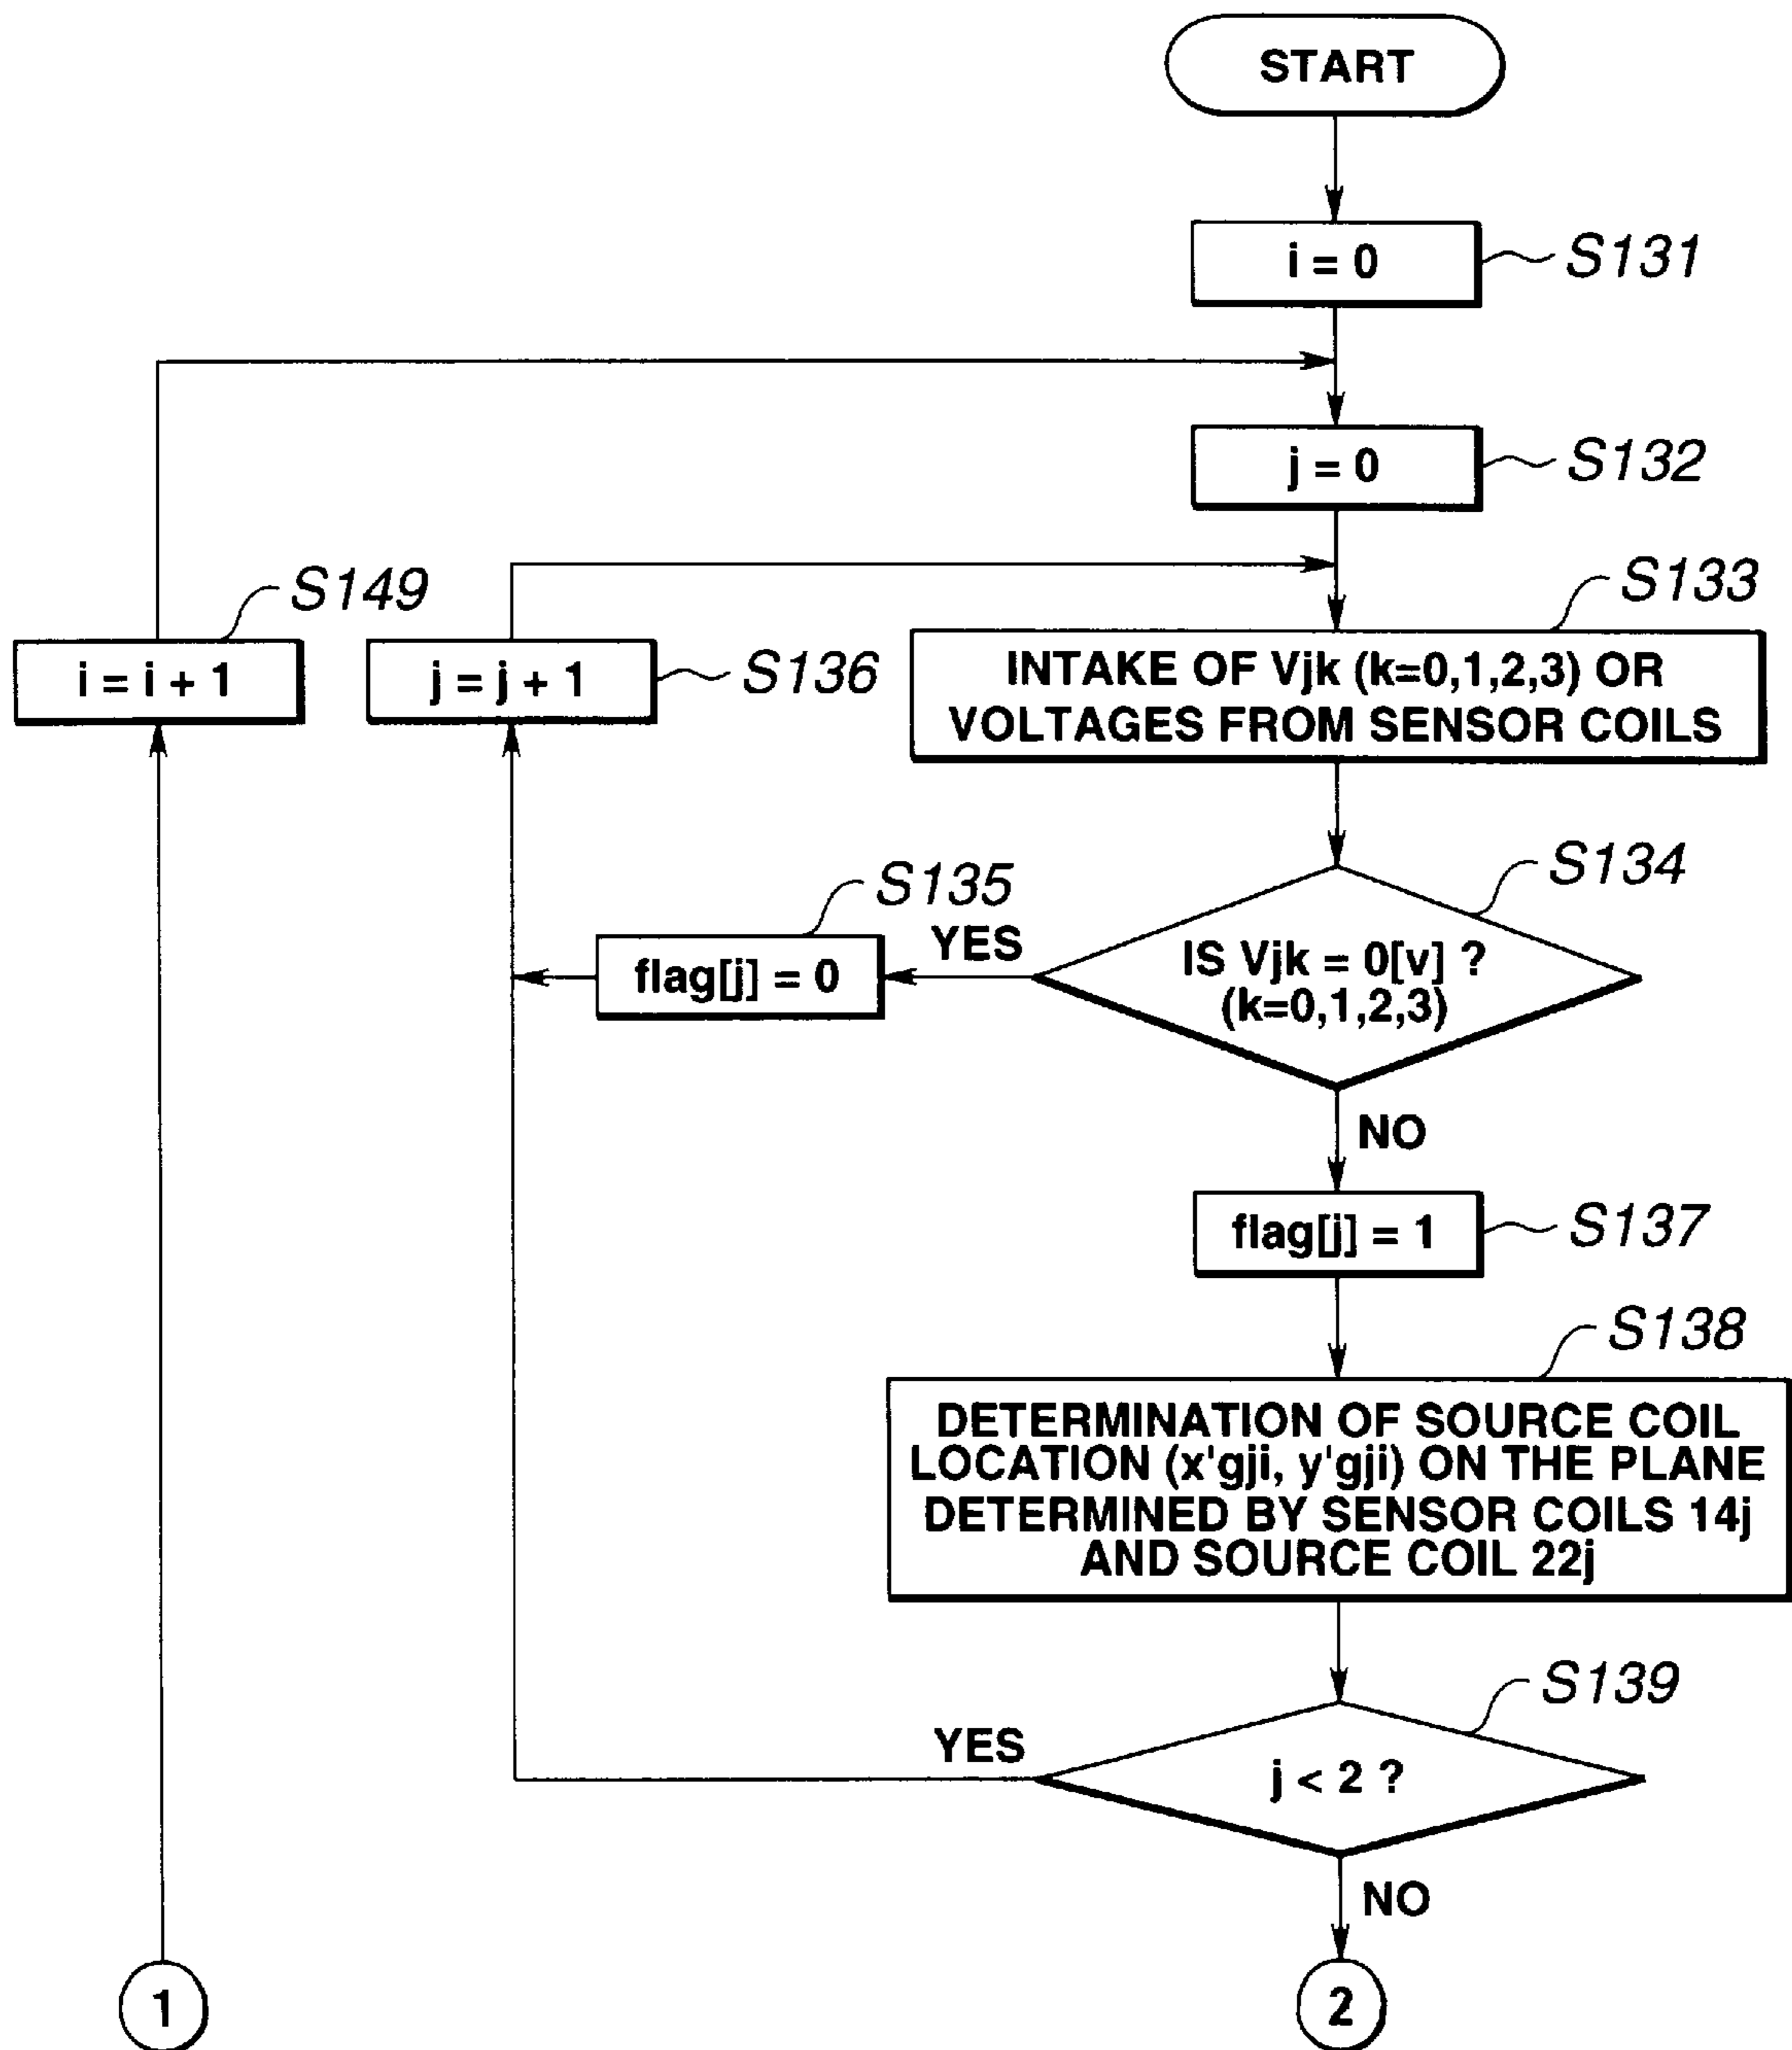 START
i = 0
S131
j = 0
S132
S149
i = i + 1
j = j + 1
S136
S133
INTAKE OF Vjk (k=0,1,2,3) OR
VOLTAGES FROM SENSOR COILS
S134
S135
YES
flag[j] = 0
IS Vjk = 0[v] ?
(k=0,1,2,3)
NO
flag[j] = 1
S137
S138
DETERMINATION OF SOURCE COIL
LOCATION (x'gji, y'gji) ON THE PLANE
DETERMINED BY SENSOR COILS 14j
AND SOURCE COIL 22j
S139
YES
j < 2 ?
NO
1
2